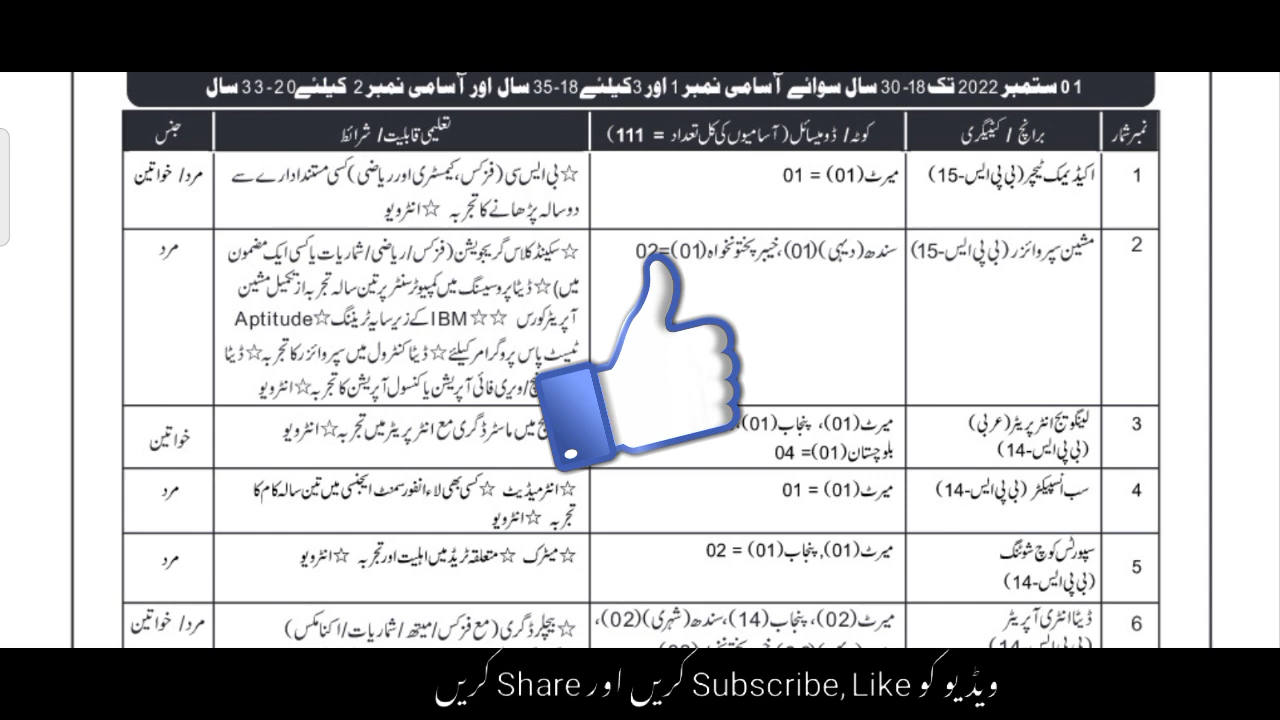 01 ستمبر 2022 تک 18-30 سال سوائے آسامی نمبر 1 اور 3 کیلئے 18-35 سال اور آسامی نمبر 2 کیلئے 20-33 سال
نمبر شمار برانچ / کیٹیگری کوٹہ / ڈومیسائل (آسامیوں کی کل تعداد = 111) تعلیمی قابلیت / شرائط جنس
1 اکیڈیمک ٹیچر (بی پی ایس-15) میرٹ (01) = 01 ☆ بی ایس سی (فزکس، کیمسٹری اور ریاضی) کسی مستند ادارے سے مرد / خواتین
دو سالہ پڑھانے کا تجربہ ☆ انٹرویو
2 مشین سپروائزر (بی پی ایس-15) سندھ (دیہی) (01)، خیبر پختونخواہ (01)=02 ☆ سکینڈ کلاس گریجویشن (فزکس / ریاضی / شماریات یا کسی ایک مضمون مرد
میں) ☆ ڈیٹا پروسیسنگ میں کمپیوٹر سنٹر پر تین سالہ تجربہ از تکمیل مشین
آپریٹر کورس ☆☆ IBM کے زیر سایہ ٹریننگ ☆ Aptitude
ٹیسٹ پاس پروگرامر کیلئے ☆ ڈیٹا کنٹرول میں سپروائزر کا تجربہ ☆ ڈیٹا
/ ویری فائی آپریشن یا کنسول آپریشن کا تجربہ ☆ انٹرویو
3 لینگویج انٹرپریٹر (عربی) میرٹ (01)، پنجاب (01)، میں ماسٹر ڈگری مع انٹرپریٹر میں تجربہ ☆ انٹرویو خواتین
(بی پی ایس-14) بلوچستان (01)= 04
4 سب انسپیکٹر (بی پی ایس-14) میرٹ (01) = 01 ☆ انٹرمیڈیٹ ☆ کسی بھی لاء انفورسمنٹ ایجنسی میں تین سالہ کام کا مرد
تجربہ ☆ انٹرویو
5 سپورٹس کوچ شوٹنگ میرٹ (01), پنجاب (01) = 02 ☆ میٹرک ☆ متعلقہ ٹریڈ میں اہلیت اور تجربہ ☆ انٹرویو مرد
(بی پی ایس-14)
6 ڈیٹا انٹری آپریٹر میرٹ (02)، پنجاب (14)، سندھ (شہری) (02)، ☆ بیچلر ڈگری (مع فزکس / میتھ / شماریات / اکنامکس) مرد / خواتین
ویڈیو کو Subscribe, Like کریں اور Share کریں